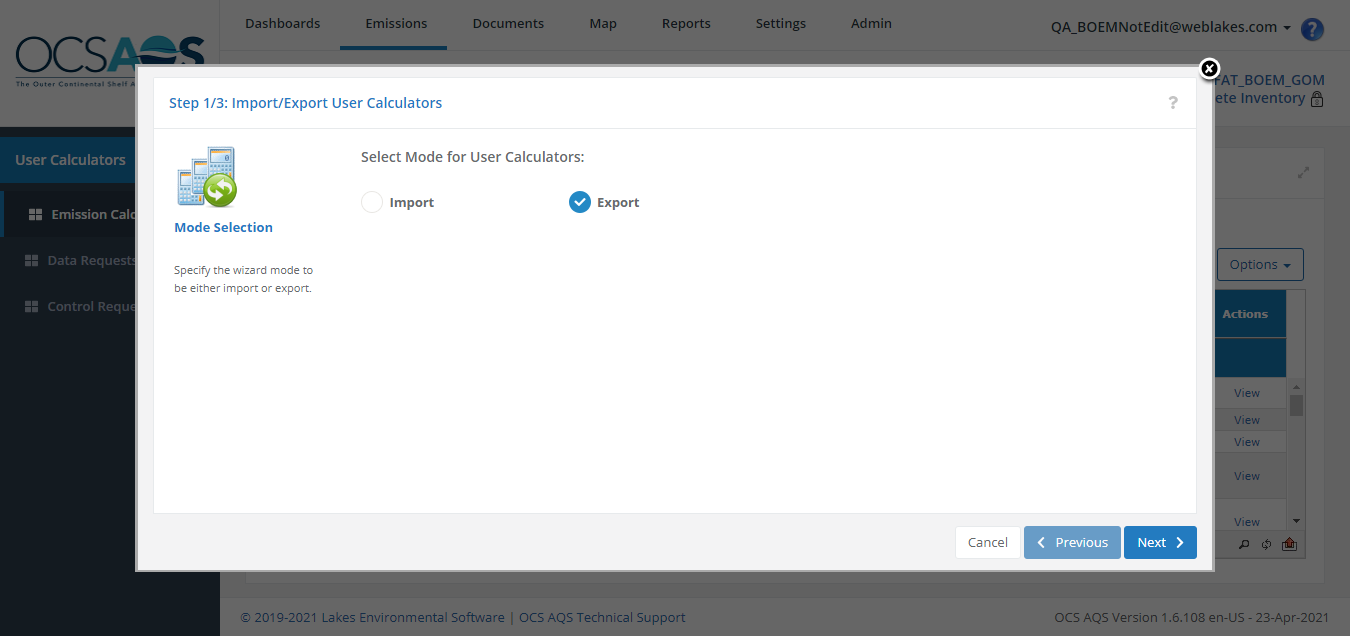 Dashboards Emissions Documents Map Reports Settings Admin
QA_BOEMNotEdit@weblakes.com ?
OCSAQS
The Outer Continental Shelf A
FAT_BOEM_GOM
ete Inventory
User Calculators
Emission Calc
Data Requests
Control Reque
Step 1/3: Import/Export User Calculators ?
Mode Selection
Specify the wizard mode to
be either import or export.
Select Mode for User Calculators:
Import Export
Options
Actions
View
View
View
View
View
Cancel Previous Next
© 2019-2021 Lakes Environmental Software | OCS AQS Technical Support
OCS AQS Version 1.6.108 en-US - 23-Apr-2021